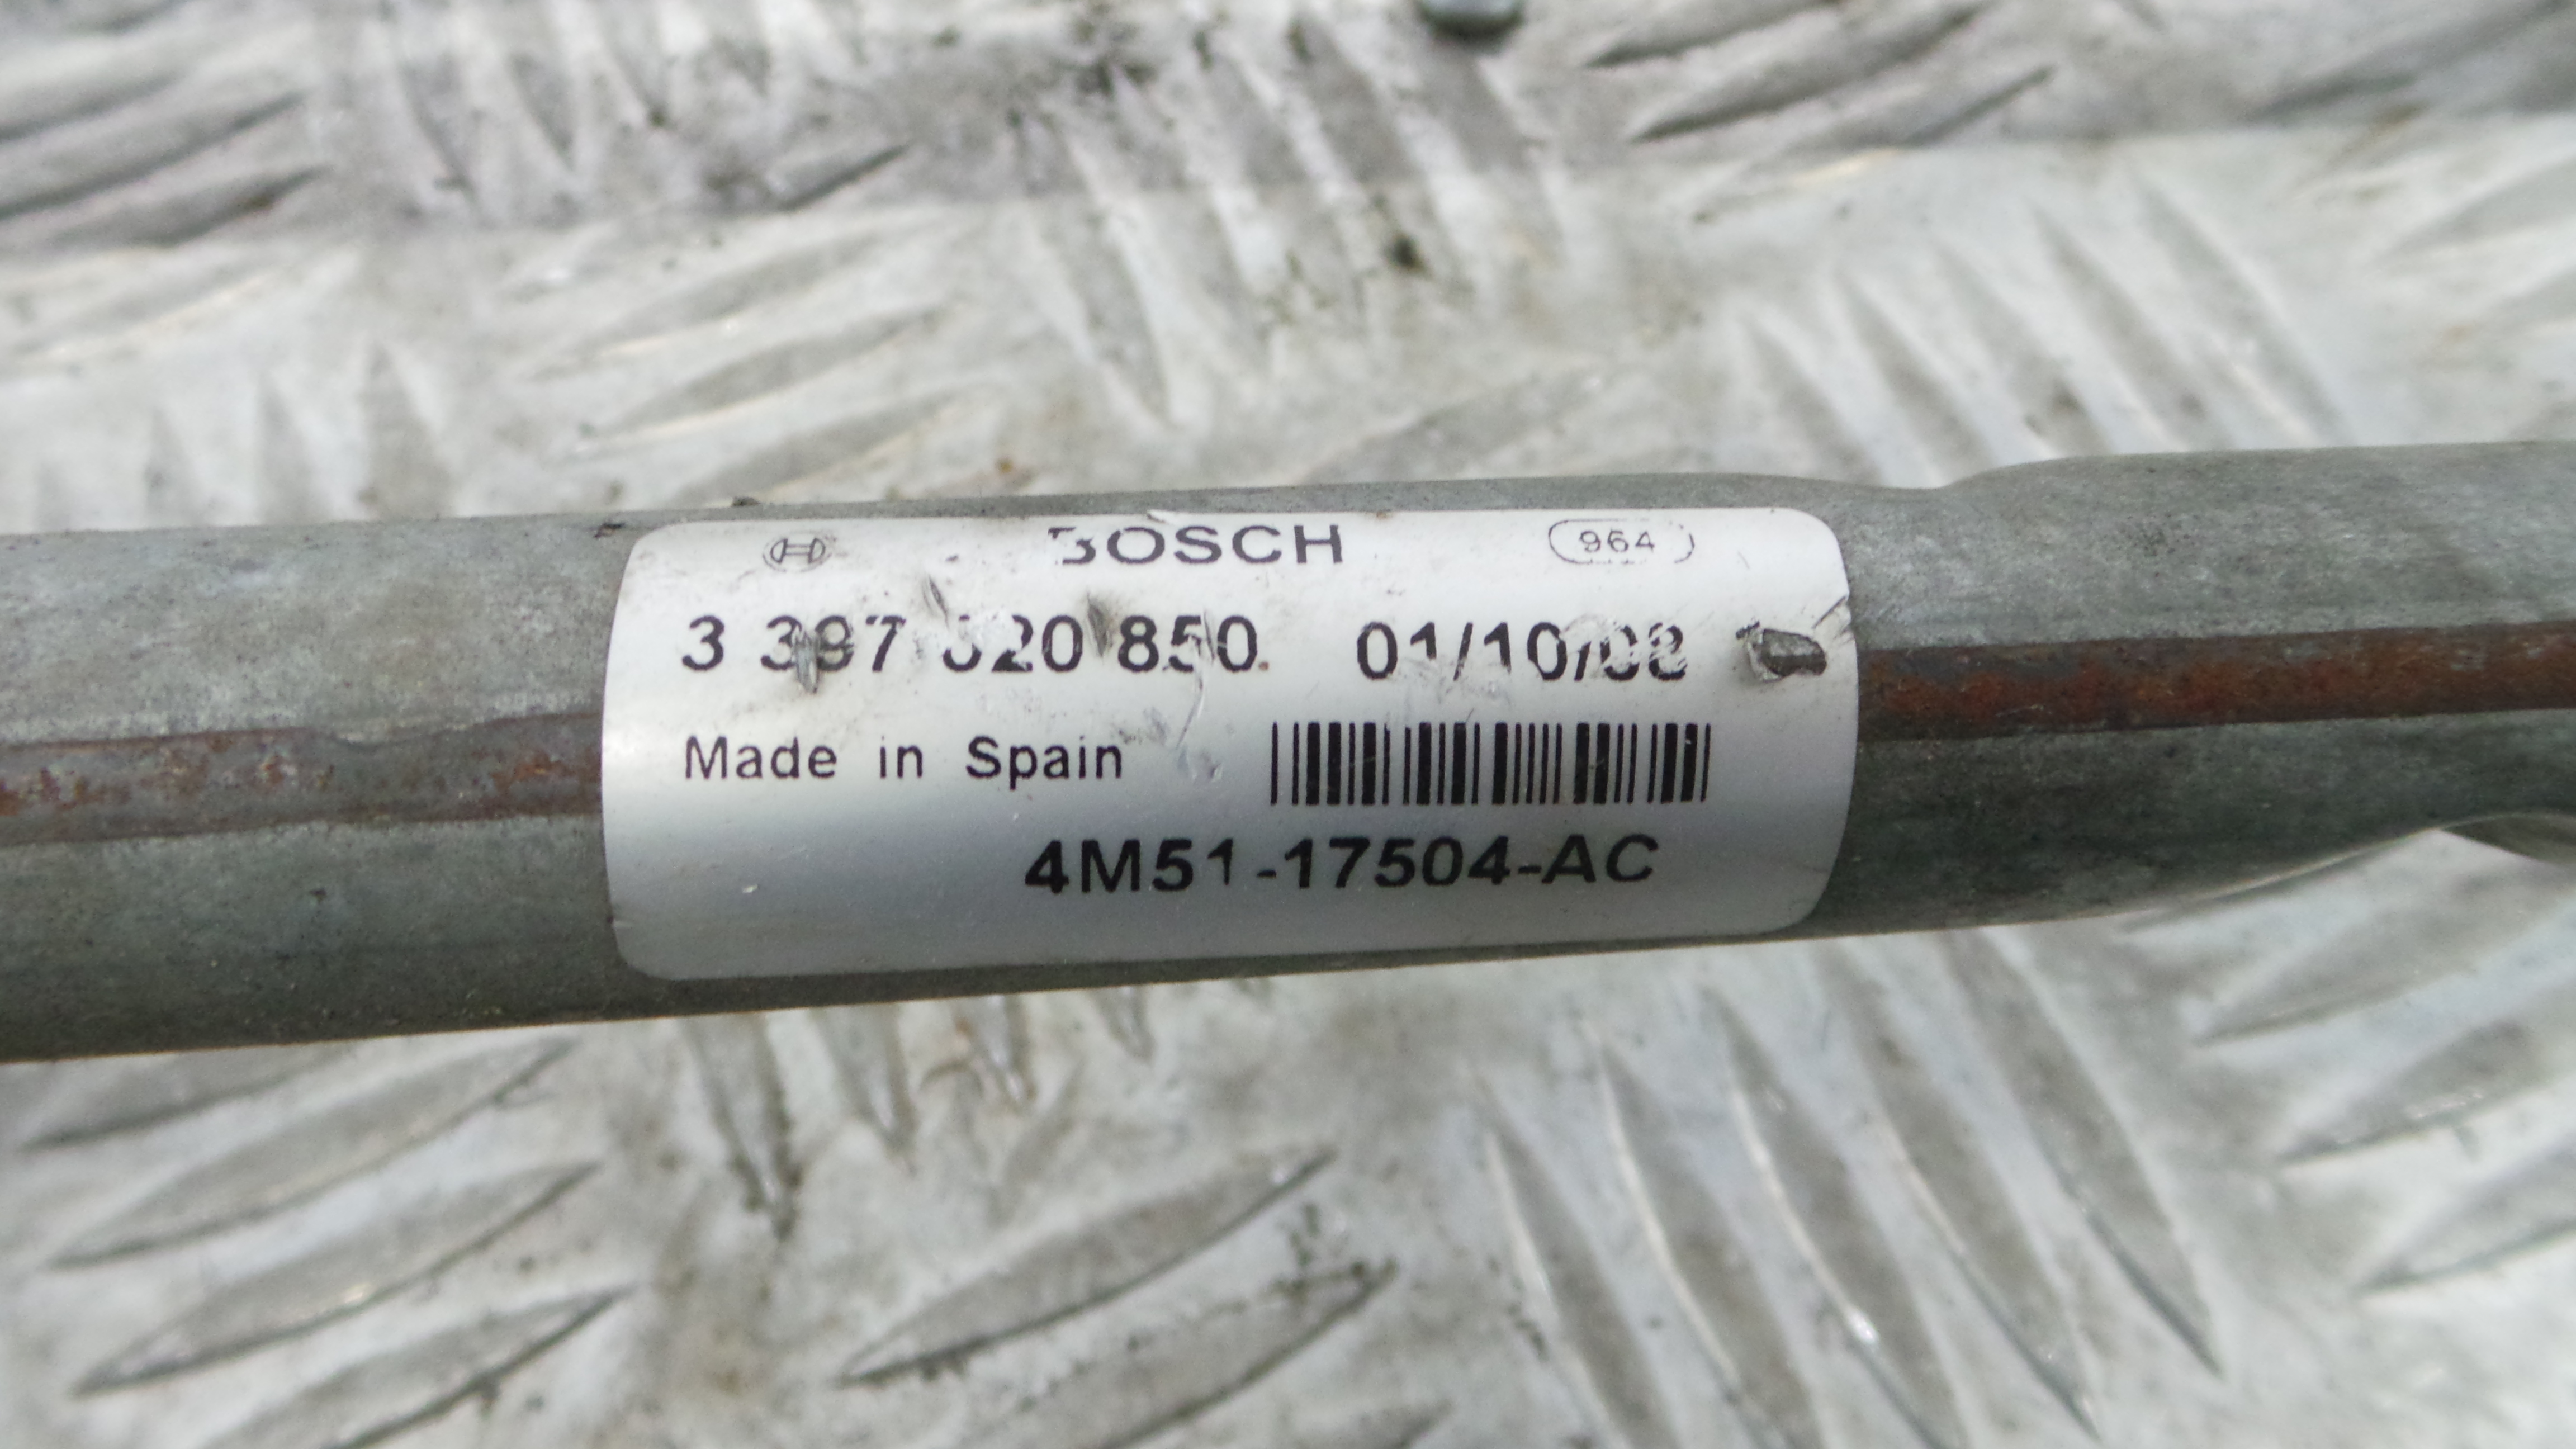 BOSCH 964
3 397 020 850 01/10/08
Made in Spain
4M51-17504-AC